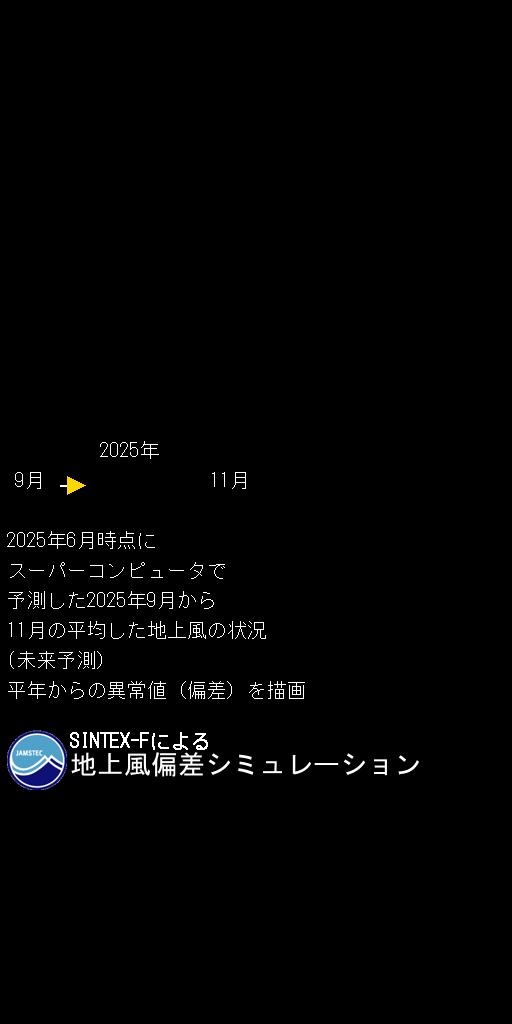 2025年
9月 11月
2025年6月時点に
スーパーコンピュータで
予測した2025年9月から
11月の平均した地上風の状況
(未来予測)
平年からの異常値(偏差)を描画
JAMSTEC
SINTEX-Fによる
地上風偏差シミュレーション